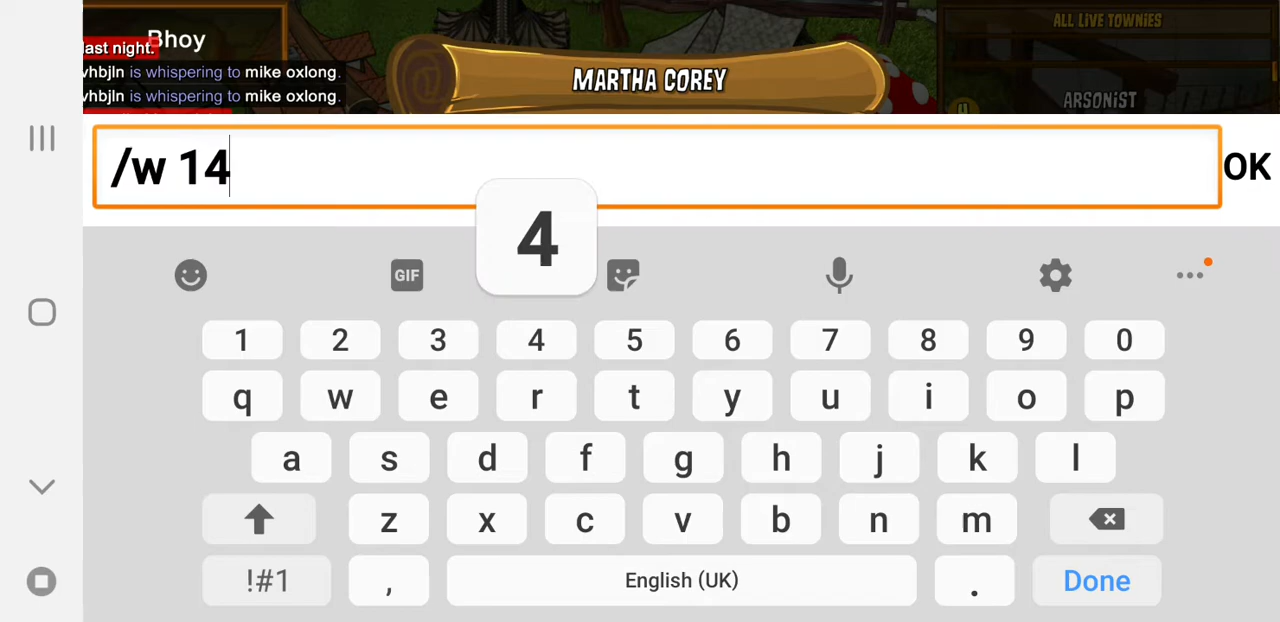 Bhoy
last night.
vhbjln is whispering to mike oxlong.
vhbjln is whispering to mike oxlong.
MARTHA COREY
ALL LIVE TOWNIES
ARSONIST
/w 14
OK
4
GIF
1 2 3 4 5 6 7 8 9 0
q w e r t y u i o p
a s d f g h j k l
z x c v b n m
!#1 , English (UK) . Done